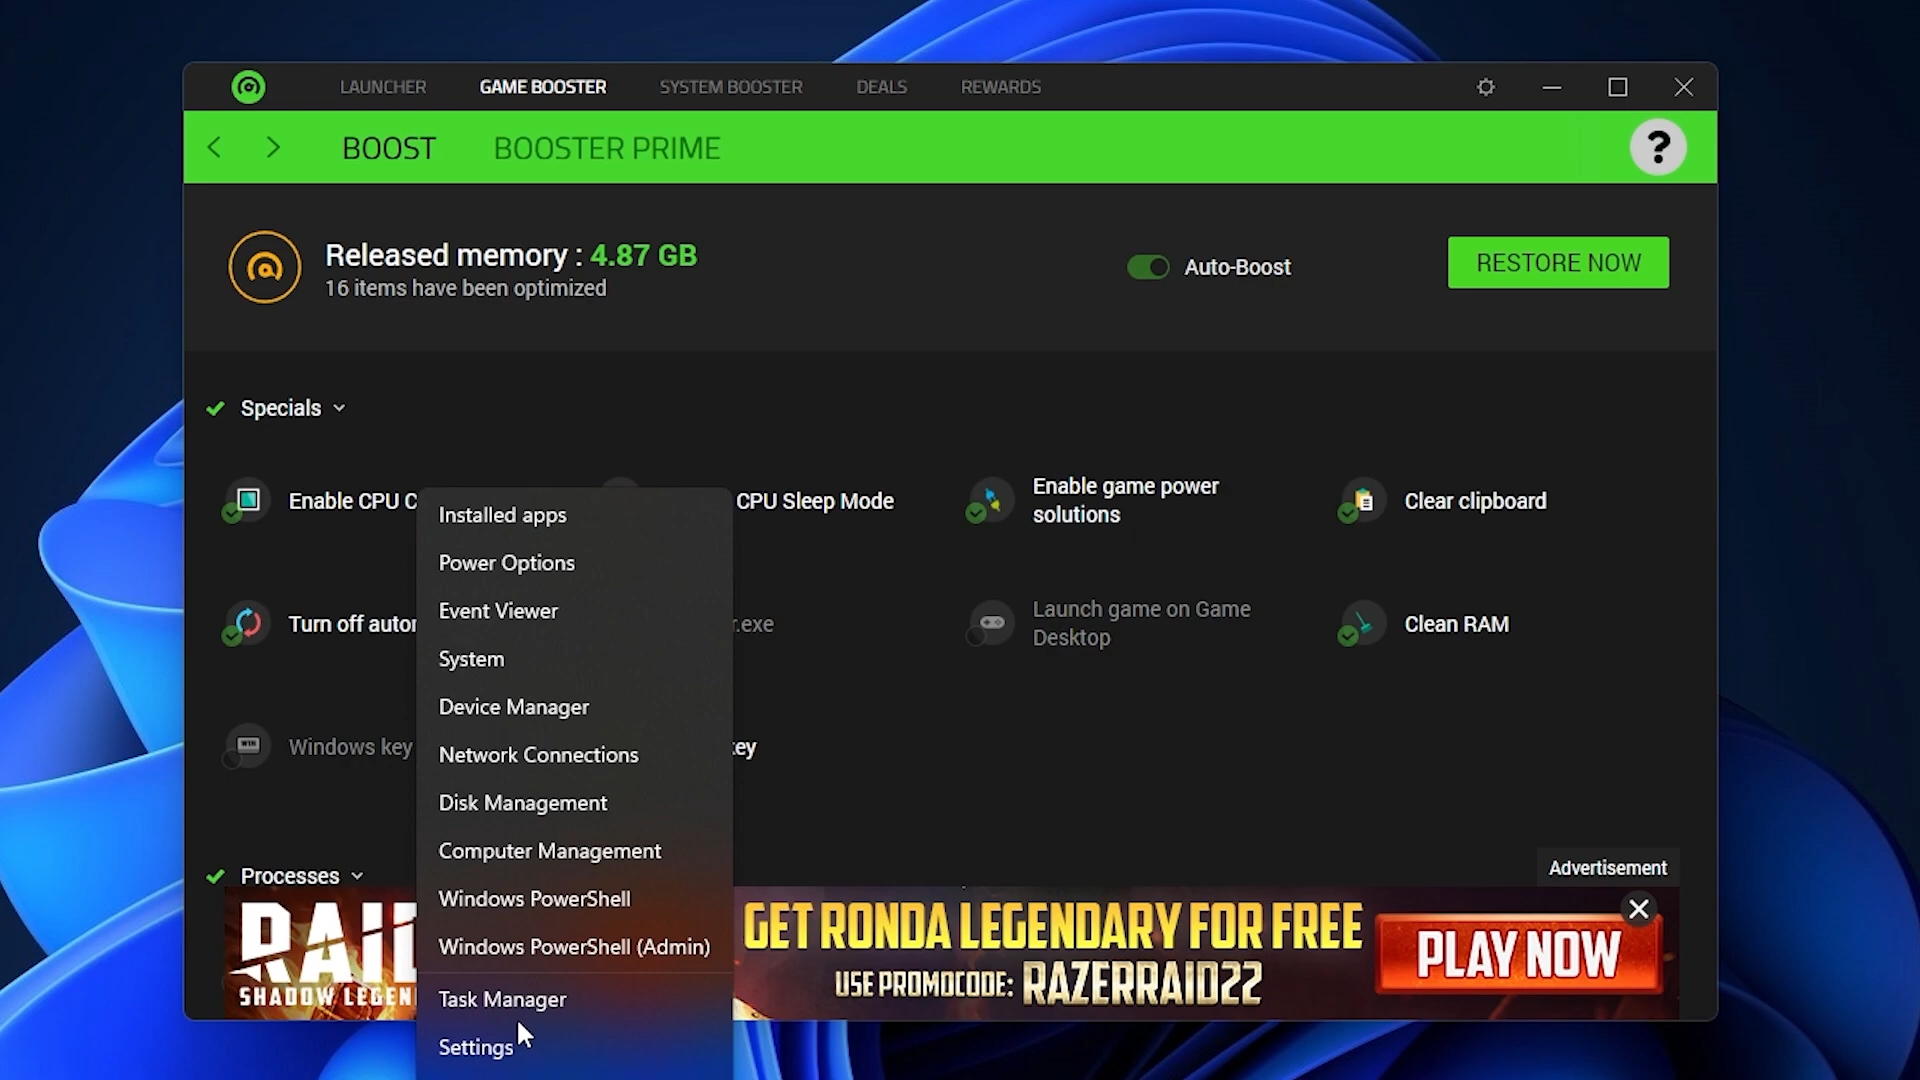 LAUNCHER
GAME BOOSTER
SYSTEM BOOSTER
DEALS
REWARDS
BOOST
BOOSTER PRIME
?
Released memory : 4.87 GB
16 items have been optimized
Auto-Boost
RESTORE NOW
Specials
Enable CPU C
CPU Sleep Mode
Enable game power
solutions
Clear clipboard
Turn off autor
r.exe
Launch game on Game
Desktop
Clean RAM
WIN
Windows key
key
Processes
Installed apps
Power Options
Event Viewer
System
Device Manager
Network Connections
Disk Management
Computer Management
Windows PowerShell
Windows PowerShell (Admin)
Task Manager
Settings
Advertisement
RAID
SHADOW LEGEN
GET RONDA LEGENDARY FOR FREE
USE PROMOCODE: RAZERRAID22
PLAY NOW